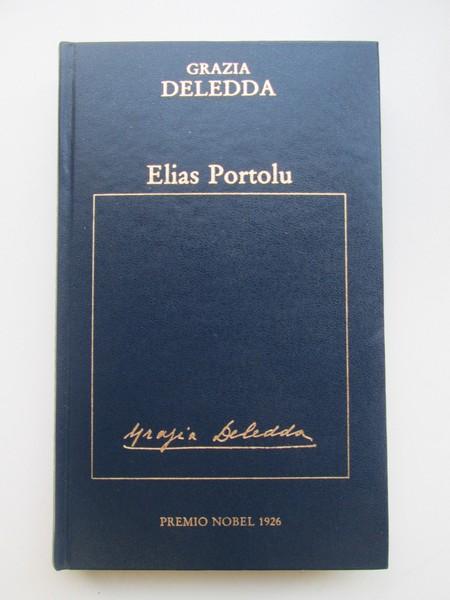 GRAZIA
DELEDDA
Elias Portolu
Grazia Deledda
PREMIO NOBEL 1926